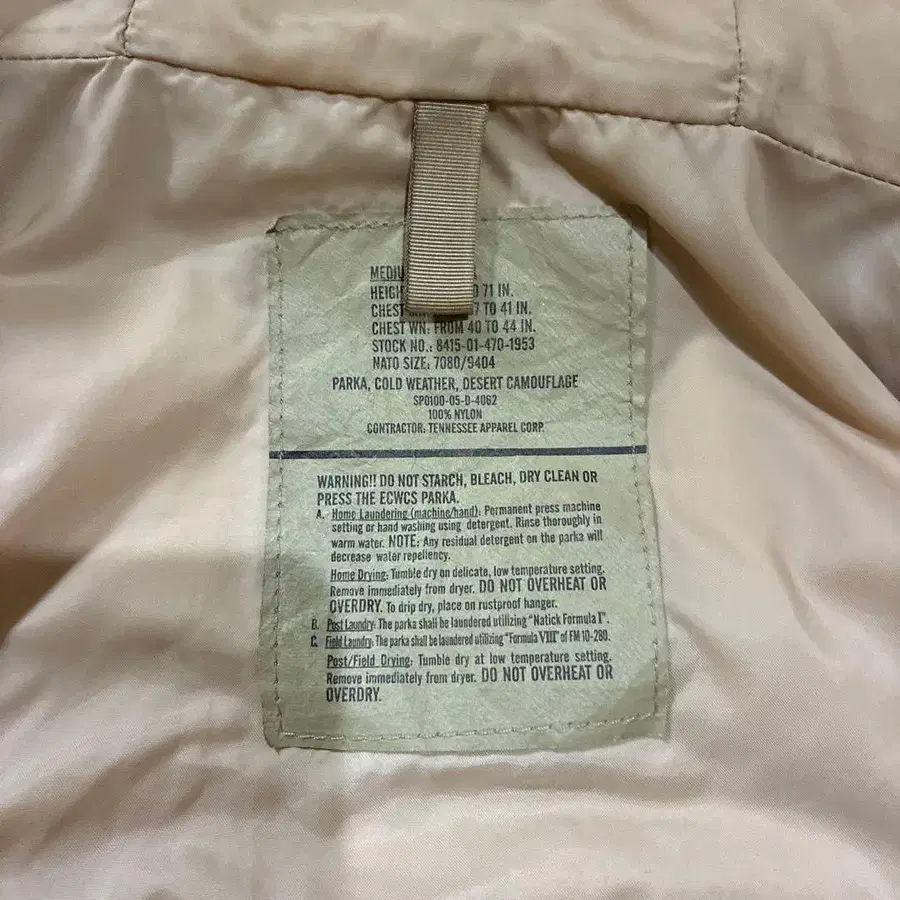 MEDIU
HEIGH 71 IN.
CHEST TO 41 IN.
CHEST WN: FROM 40 TO 44 IN.
STOCK NO.: 8415-01-470-1953
NATO SIZE: 7080/9404
PARKA, COLD WEATHER, DESERT CAMOUFLAGE
SP0100-05-D-4062
100% NYLON
CONTRACTOR: TENNESSEE APPAREL CORP.
WARNING!! DO NOT STARCH, BLEACH, DRY CLEAN OR
PRESS THE ECWCS PARKA.
A. Home Laundering (machine/hand): Permanent press machine
setting or hand washing using detergent. Rinse thoroughly in
warm water. NOTE: Any residual detergent on the parka will
decrease water repellency.
Home Drying: Tumble dry on delicate, low temperature setting.
Remove immediately from dryer. DO NOT OVERHEAT OR
OVERDRY. To drip dry, place on rustproof hanger.
B. Post Laundry: The parka shall be laundered utilizing "Natick Formula I".
C. Field Laundry: The parka shall be laundered utilizing "Formula VIII" of FM 10-280.
Post/Field Drying: Tumble dry at low temperature setting.
Remove immediately from dryer. DO NOT OVERHEAT OR
OVERDRY.